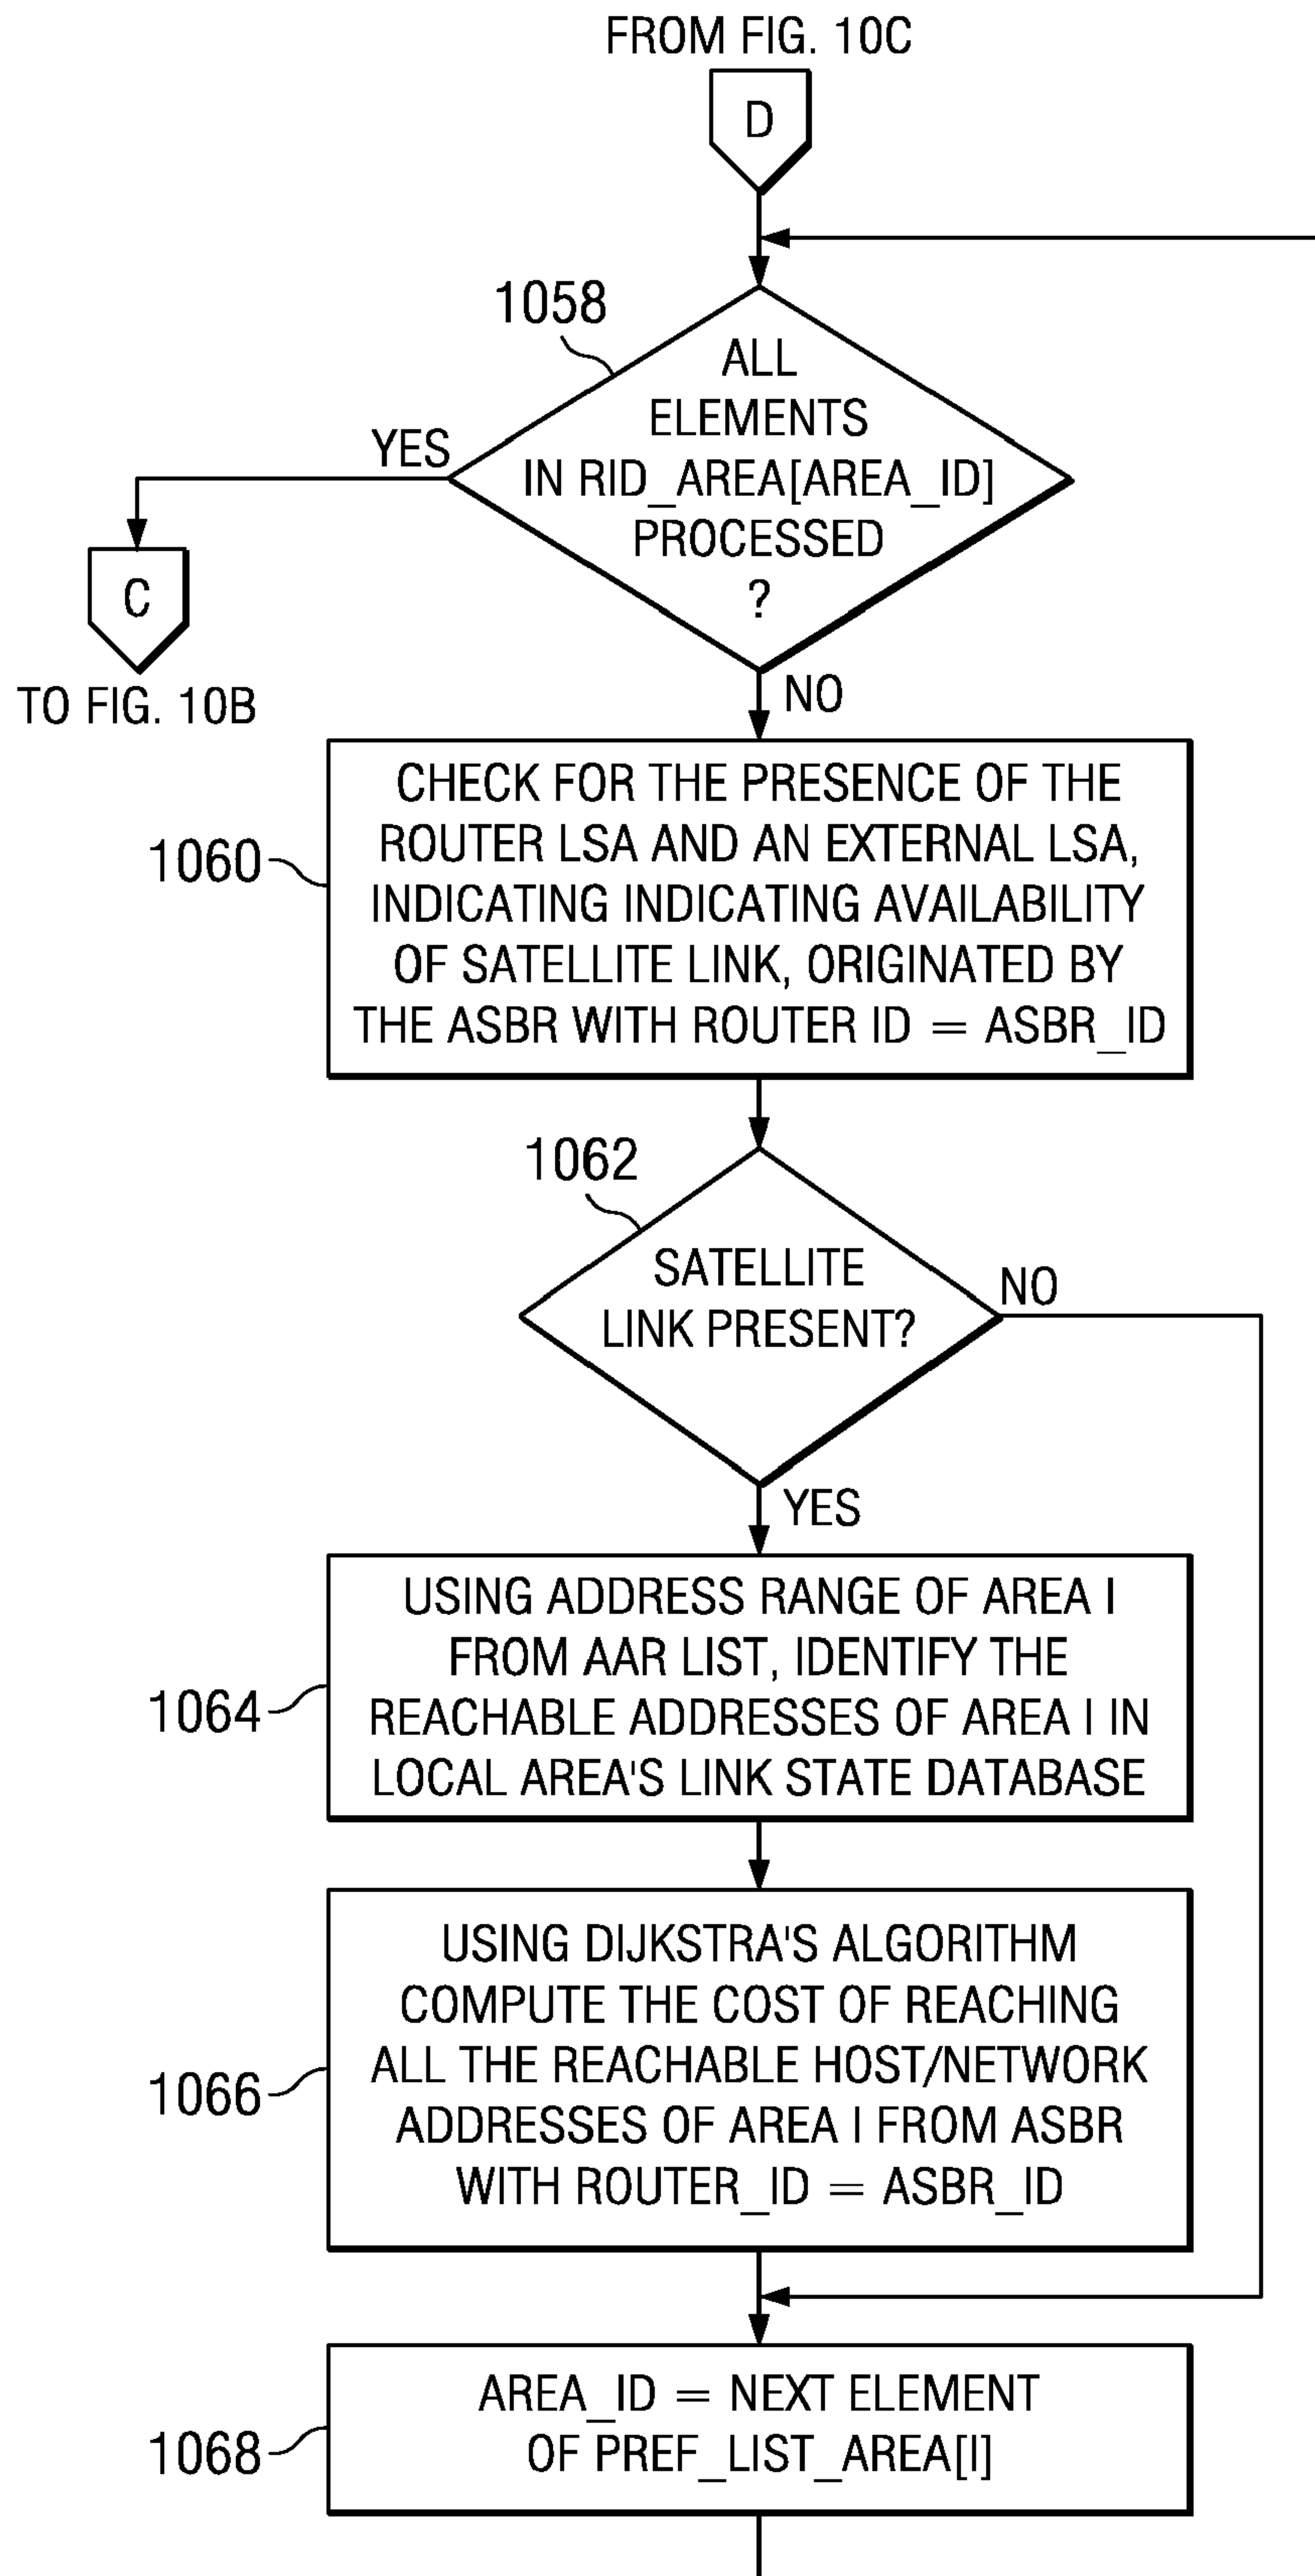 FROM FIG. 10C
D
1058
ALL
ELEMENTS
IN RID_AREA[AREA_ID]
PROCESSED
?
YES
C
TO FIG. 10B
NO
1060
CHECK FOR THE PRESENCE OF THE
ROUTER LSA AND AN EXTERNAL LSA,
INDICATING INDICATING AVAILABILITY
OF SATELLITE LINK, ORIGINATED BY
THE ASBR WITH ROUTER ID = ASBR_ID
1062
SATELLITE
LINK PRESENT?
NO
YES
1064
USING ADDRESS RANGE OF AREA I
FROM AAR LIST, IDENTIFY THE
REACHABLE ADDRESSES OF AREA I IN
LOCAL AREA'S LINK STATE DATABASE
1066
USING DIJKSTRA'S ALGORITHM
COMPUTE THE COST OF REACHING
ALL THE REACHABLE HOST/NETWORK
ADDRESSES OF AREA I FROM ASBR
WITH ROUTER_ID = ASBR_ID
1068
AREA_ID = NEXT ELEMENT
OF PREF_LIST_AREA[I]